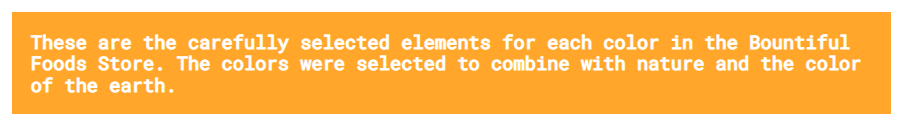 These are the carefully selected elements for each color in the Bountiful
Foods Store. The colors were selected to combine with nature and the color
of the earth.